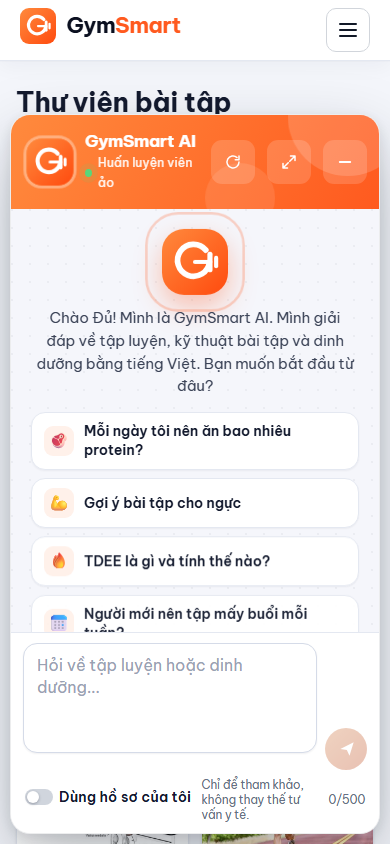 GymSmart
Thư viện bài tập
GymSmart AI
Huấn luyện viên
ảo
Chào Đủ! Mình là GymSmart AI. Mình giải
đáp về tập luyện, kỹ thuật bài tập và dinh
dưỡng bằng tiếng Việt. Bạn muốn bắt đầu từ
đâu?
Mỗi ngày tôi nên ăn bao nhiêu
protein?
Gợi ý bài tập cho ngực
TDEE là gì và tính thế nào?
Người mới nên tập mấy buổi mỗi
tuần?
Hỏi về tập luyện hoặc dinh
dưỡng...
Dùng hồ sơ của tôi
Chỉ để tham khảo,
không thay thế tư
vấn y tế.
0/500